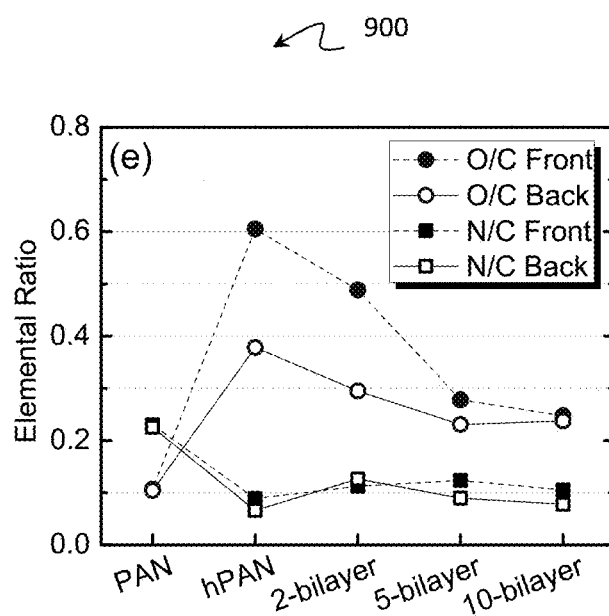 900
(e)
O/C Front
O/C Back
N/C Front
N/C Back
Elemental Ratio
0.8
0.6
0.4
0.2
0.0
PAN
hPAN
2-bilayer
5-bilayer
10-bilayer